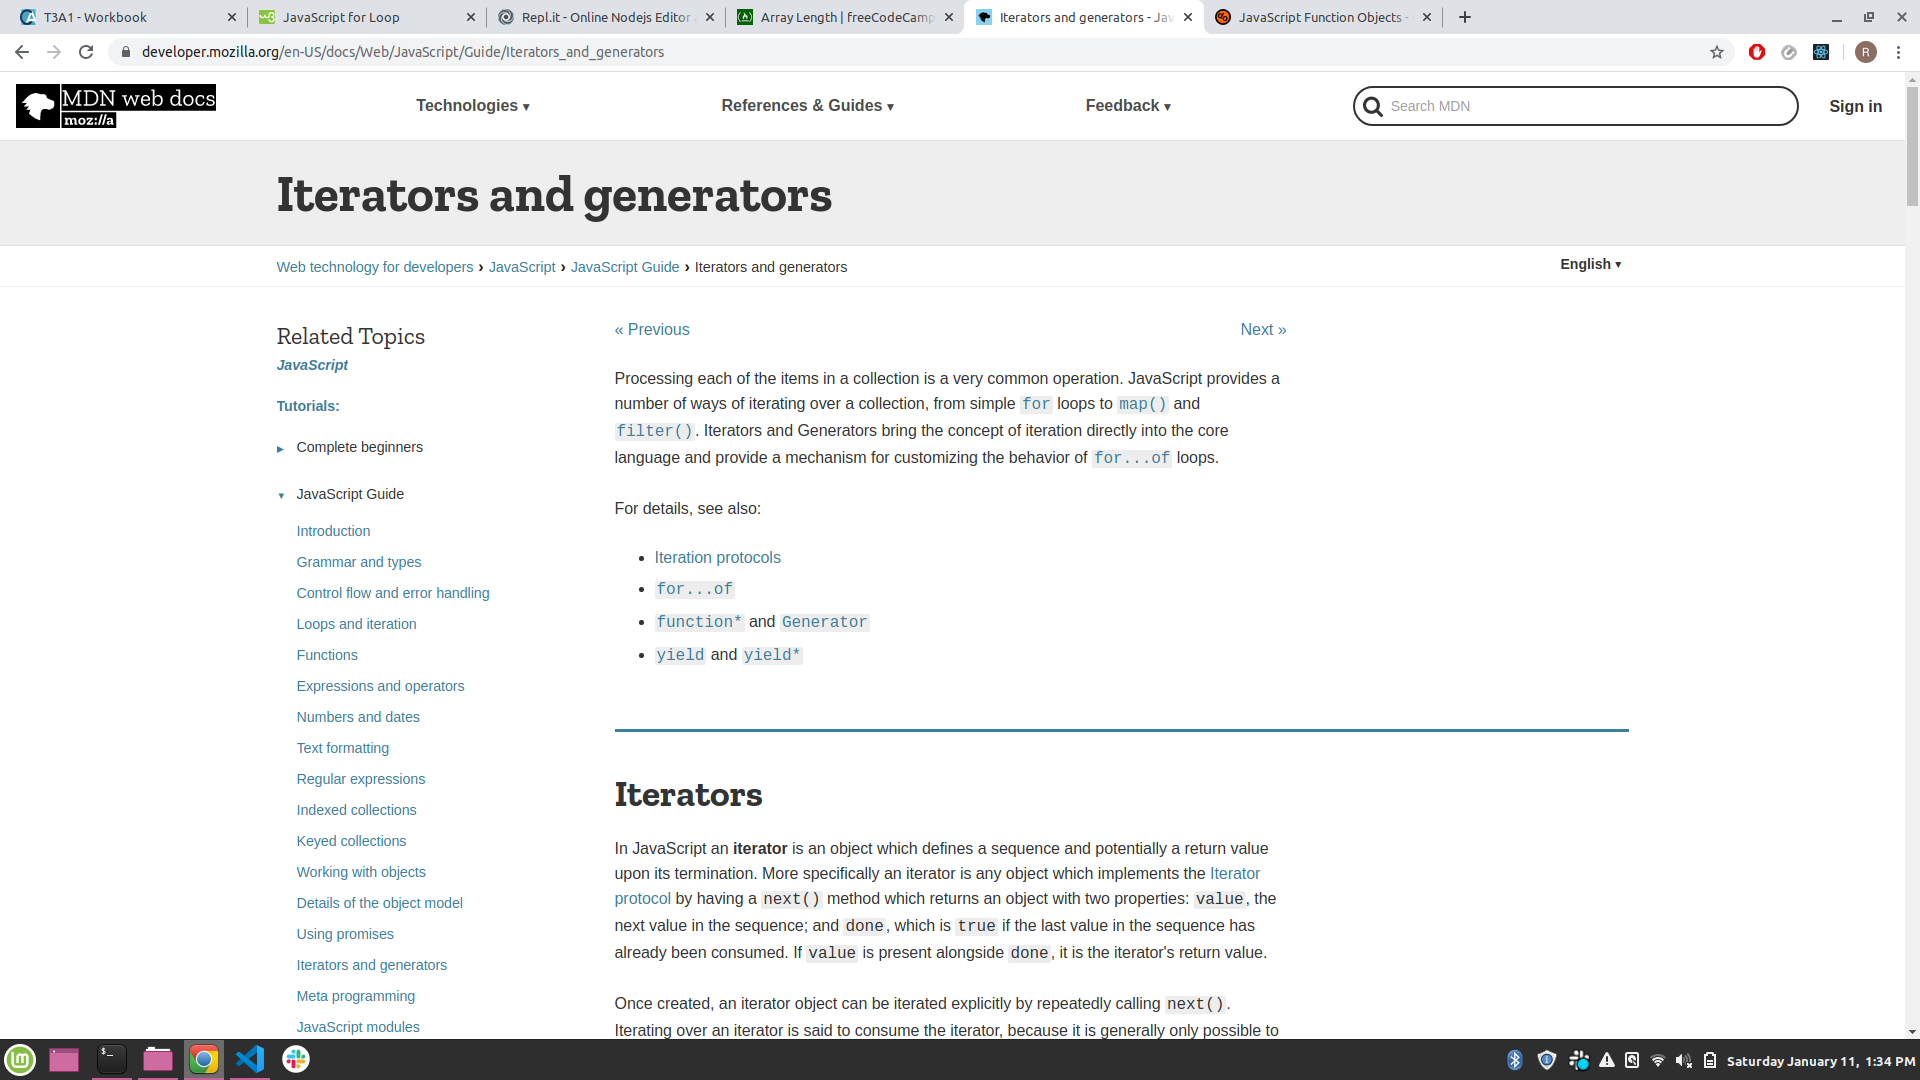 T3A1 - Workbook
JavaScript for Loop
Repl.it - Online Nodejs Editor
Array Length | freeCodeCamp
Iterators and generators - Jav
JavaScript Function Objects -
developer.mozilla.org/en-US/docs/Web/JavaScript/Guide/Iterators_and_generators
R
MDN web docs
moz://a
Technologies ▾
References & Guides ▾
Feedback ▾
Search MDN
Sign in
Iterators and generators
Web technology for developers › JavaScript › JavaScript Guide › Iterators and generators
English ▾
Related Topics
JavaScript
Tutorials:
▸ Complete beginners
▾ JavaScript Guide
Introduction
Grammar and types
Control flow and error handling
Loops and iteration
Functions
Expressions and operators
Numbers and dates
Text formatting
Regular expressions
Indexed collections
Keyed collections
Working with objects
Details of the object model
Using promises
Iterators and generators
Meta programming
JavaScript modules
« Previous
Next »
Processing each of the items in a collection is a very common operation. JavaScript provides a
number of ways of iterating over a collection, from simple for loops to map() and
filter(). Iterators and Generators bring the concept of iteration directly into the core
language and provide a mechanism for customizing the behavior of for...of loops.
For details, see also:
• Iteration protocols
• for...of
• function* and Generator
• yield and yield*
Iterators
In JavaScript an iterator is an object which defines a sequence and potentially a return value
upon its termination. More specifically an iterator is any object which implements the Iterator
protocol by having a next() method which returns an object with two properties: value, the
next value in the sequence; and done, which is true if the last value in the sequence has
already been consumed. If value is present alongside done, it is the iterator's return value.
Once created, an iterator object can be iterated explicitly by repeatedly calling next().
Iterating over an iterator is said to consume the iterator, because it is generally only possible to
Saturday January 11, 1:34 PM